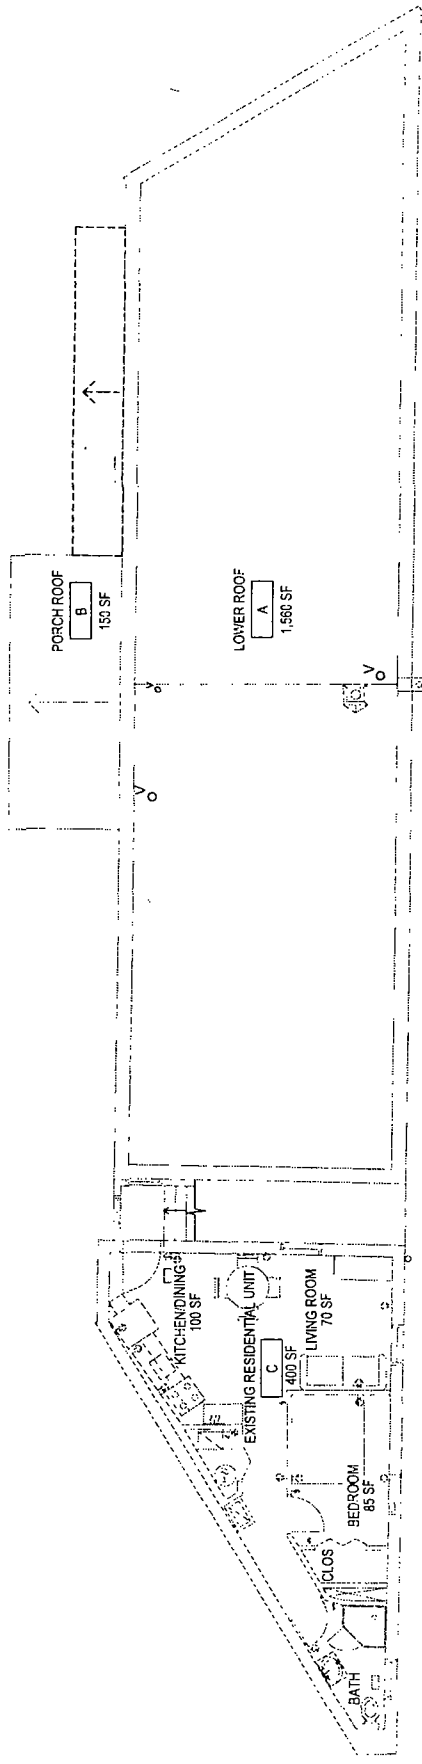 PORCH ROOF
B
150 SF
LOWER ROOF
A
1,560 SF
V
V
V
KITCHEN/DINING
100 SF
EXISTING RESIDENTIAL UNIT
C
400 SF
LIVING ROOM
70 SF
BEDROOM
85 SF
CLOS
BATH